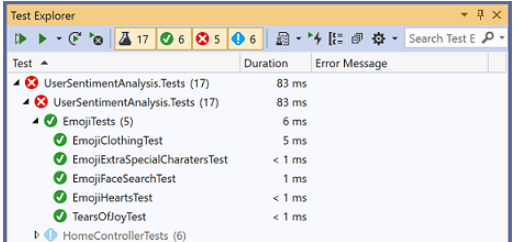 Test Explorer
17 6 5 6 Search Test E
Test Duration Error Message
UserSentimentAnalysis.Tests (17) 83 ms
UserSentimentAnalysis.Tests (17) 83 ms
EmojiTests (5) 6 ms
EmojiClothingTest 5 ms
EmojiExtraSpecialCharatersTest < 1 ms
EmojiFaceSearchTest 1 ms
EmojiHeartsTest < 1 ms
TearsOfJoyTest < 1 ms
HomeControllerTests (6)